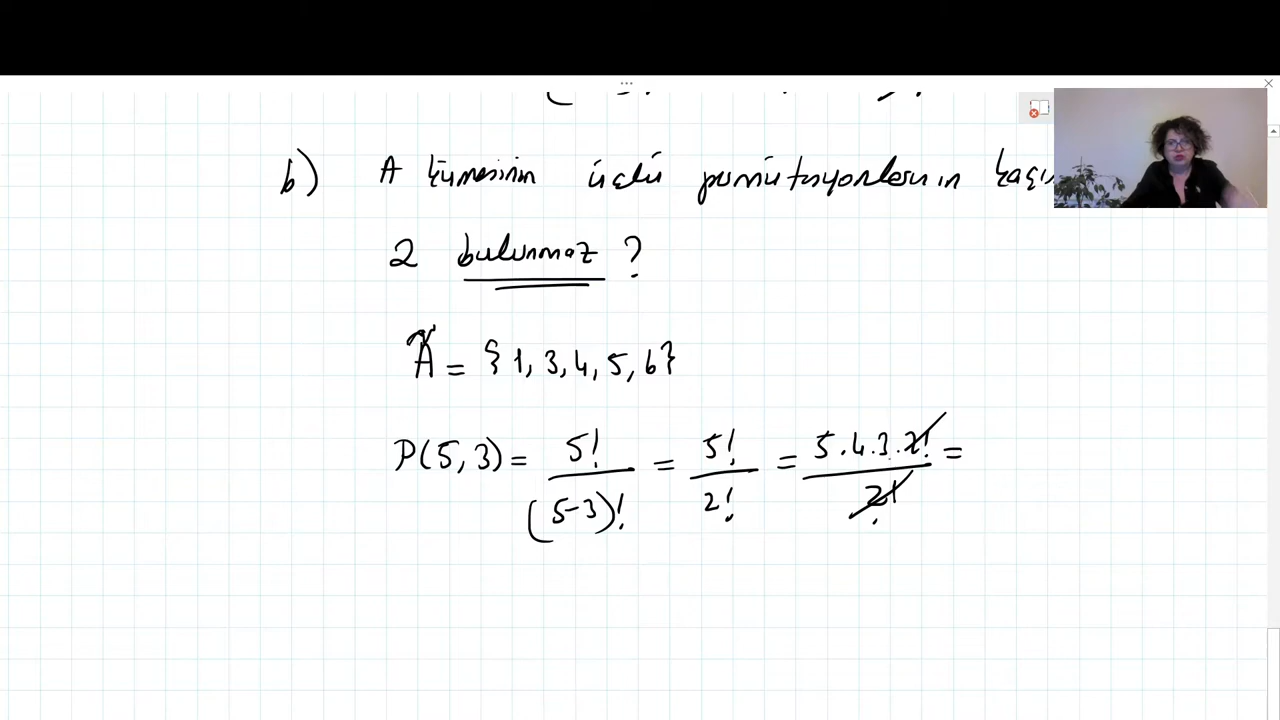 b) A kümesinin üçlü permütasyonlarının kaçın
2 bulunmaz ?
A = {1, 3, 4, 5, 6}
P(5,3) = 5!/(5-3)! = 5!/2! = 5.4.3.2!/2! =